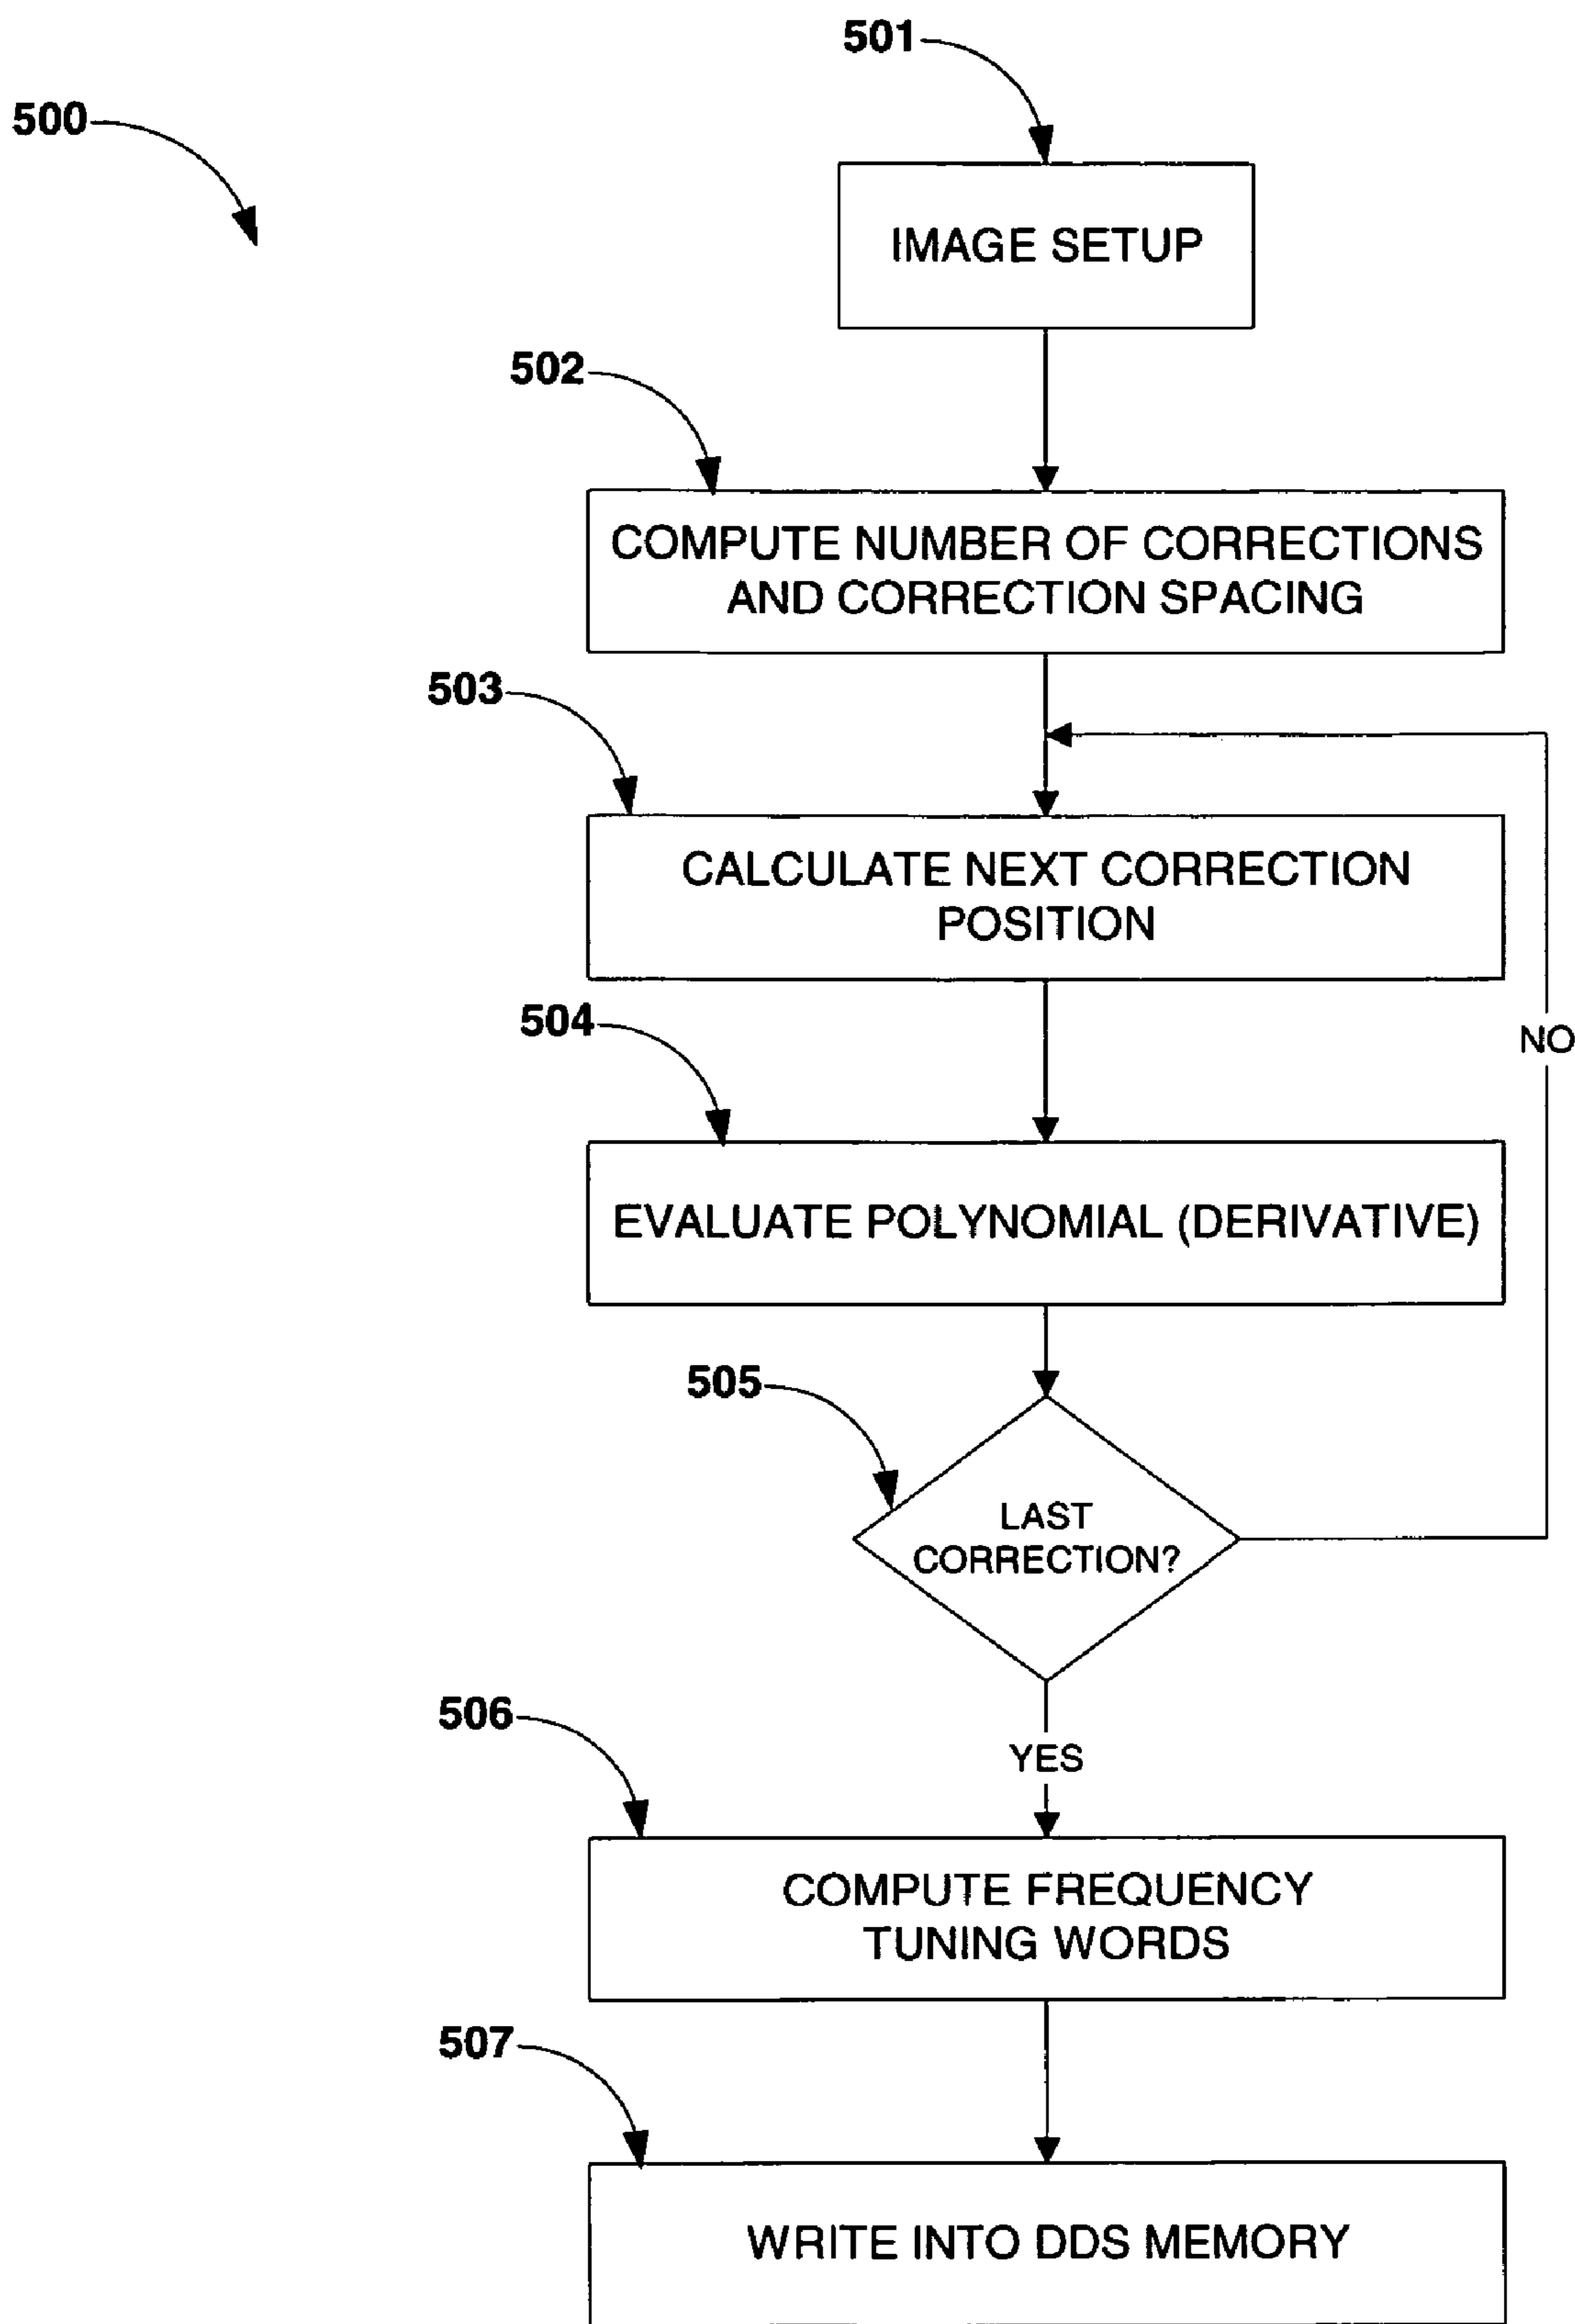 501
500
IMAGE SETUP
502
COMPUTE NUMBER OF CORRECTIONS
AND CORRECTION SPACING
503
CALCULATE NEXT CORRECTION
POSITION
504
NO
EVALUATE POLYNOMIAL (DERIVATIVE)
505
LAST
CORRECTION?
506
YES
COMPUTE FREQUENCY
TUNING WORDS
507
WRITE INTO DDS MEMORY